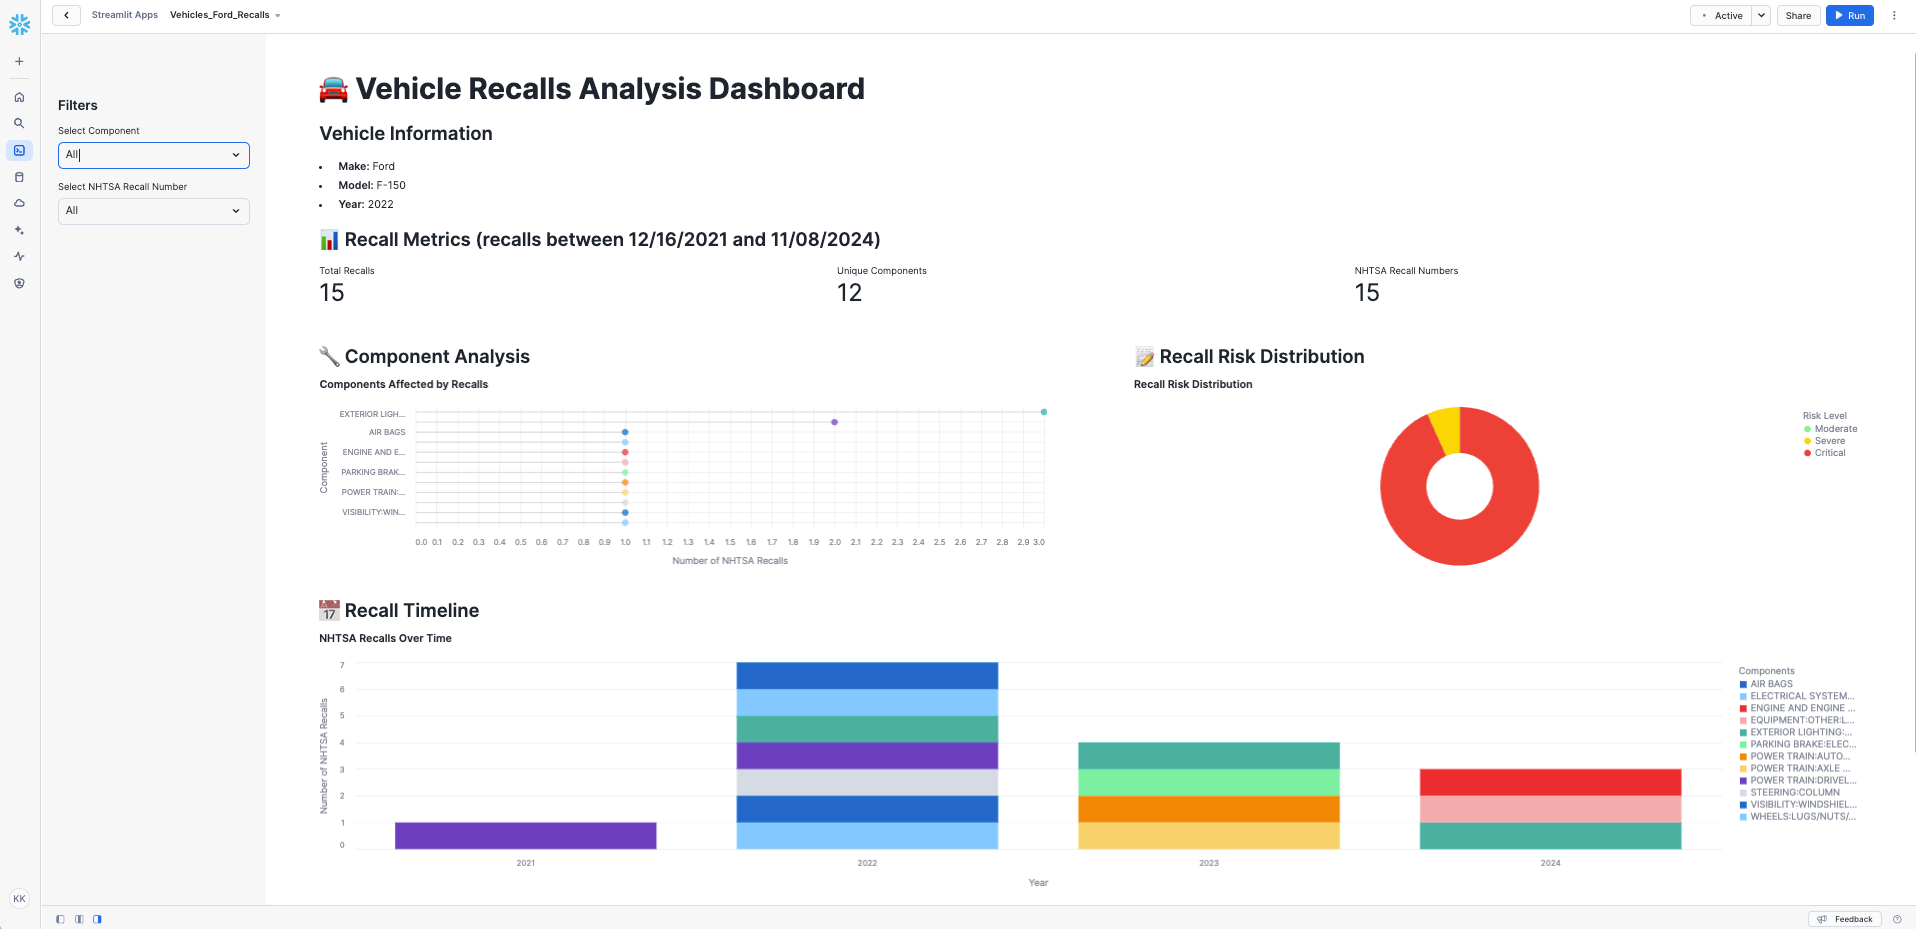 Streamlit Apps
Vehicles_Ford_Recalls
Active
Share
Run
Filters
Select Component
All
Select NHTSA Recall Number
All
KK
Vehicle Recalls Analysis Dashboard
Vehicle Information
• Make: Ford
• Model: F-150
• Year: 2022
Recall Metrics (recalls between 12/16/2021 and 11/08/2024)
Total Recalls
15
Unique Components
12
NHTSA Recall Numbers
15
Component Analysis
Components Affected by Recalls
Component
EXTERIOR LIGH...
AIR BAGS
ENGINE AND E...
PARKING BRAK...
POWER TRAIN:...
VISIBILITY:WIN...
0.0 0.1 0.2 0.3 0.4 0.5 0.6 0.7 0.8 0.9 1.0 1.1 1.2 1.3 1.4 1.5 1.6 1.7 1.8 1.9 2.0 2.1 2.2 2.3 2.4 2.5 2.6 2.7 2.8 2.9 3.0
Number of NHTSA Recalls
Recall Risk Distribution
Recall Risk Distribution
Risk Level
Moderate
Severe
Critical
17
Recall Timeline
NHTSA Recalls Over Time
Number of NHTSA Recalls
7
6
5
4
3
2
1
0
2021 2022 2023 2024
Year
Components
AIR BAGS
ELECTRICAL SYSTEM...
ENGINE AND ENGINE ...
EQUIPMENT:OTHER:L...
EXTERIOR LIGHTING:...
PARKING BRAKE:ELEC...
POWER TRAIN:AUTO...
POWER TRAIN:AXLE ...
POWER TRAIN:DRIVEL...
STEERING:COLUMN
VISIBILITY:WINDSHIEL...
WHEELS:LUGS/NUTS/...
Feedback